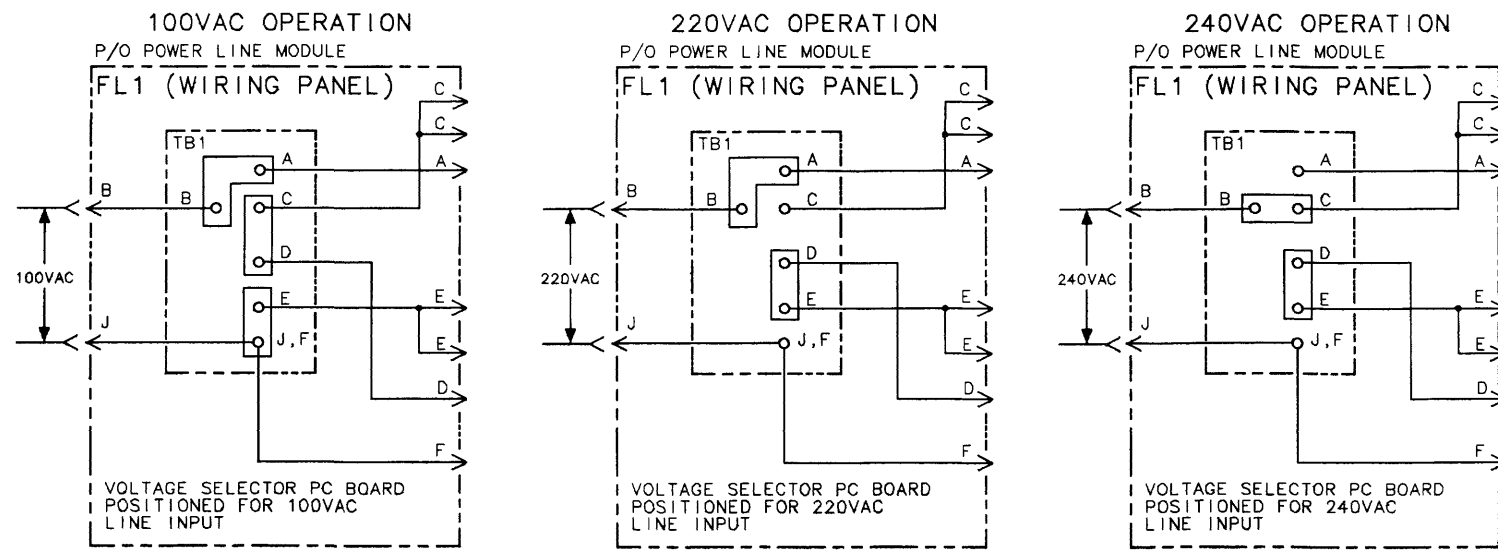 100VAC OPERATION
P/O POWER LINE MODULE
FL1 (WIRING PANEL)
C
C
TB1
A
A
B
B
C
D
100VAC
E
E
J
J,F
E
D
F
VOLTAGE SELECTOR PC BOARD
POSITIONED FOR 100VAC
LINE INPUT
220VAC OPERATION
P/O POWER LINE MODULE
FL1 (WIRING PANEL)
C
C
TB1
A
A
B
B
C
D
220VAC
E
E
J
J,F
E
D
F
VOLTAGE SELECTOR PC BOARD
POSITIONED FOR 220VAC
LINE INPUT
240VAC OPERATION
P/O POWER LINE MODULE
FL1 (WIRING PANEL)
C
C
TB1
A
A
B
B
C
D
240VAC
E
E
J
J,F
E
D
F
VOLTAGE SELECTOR PC BOARD
POSITIONED FOR 240VAC
LINE INPUT